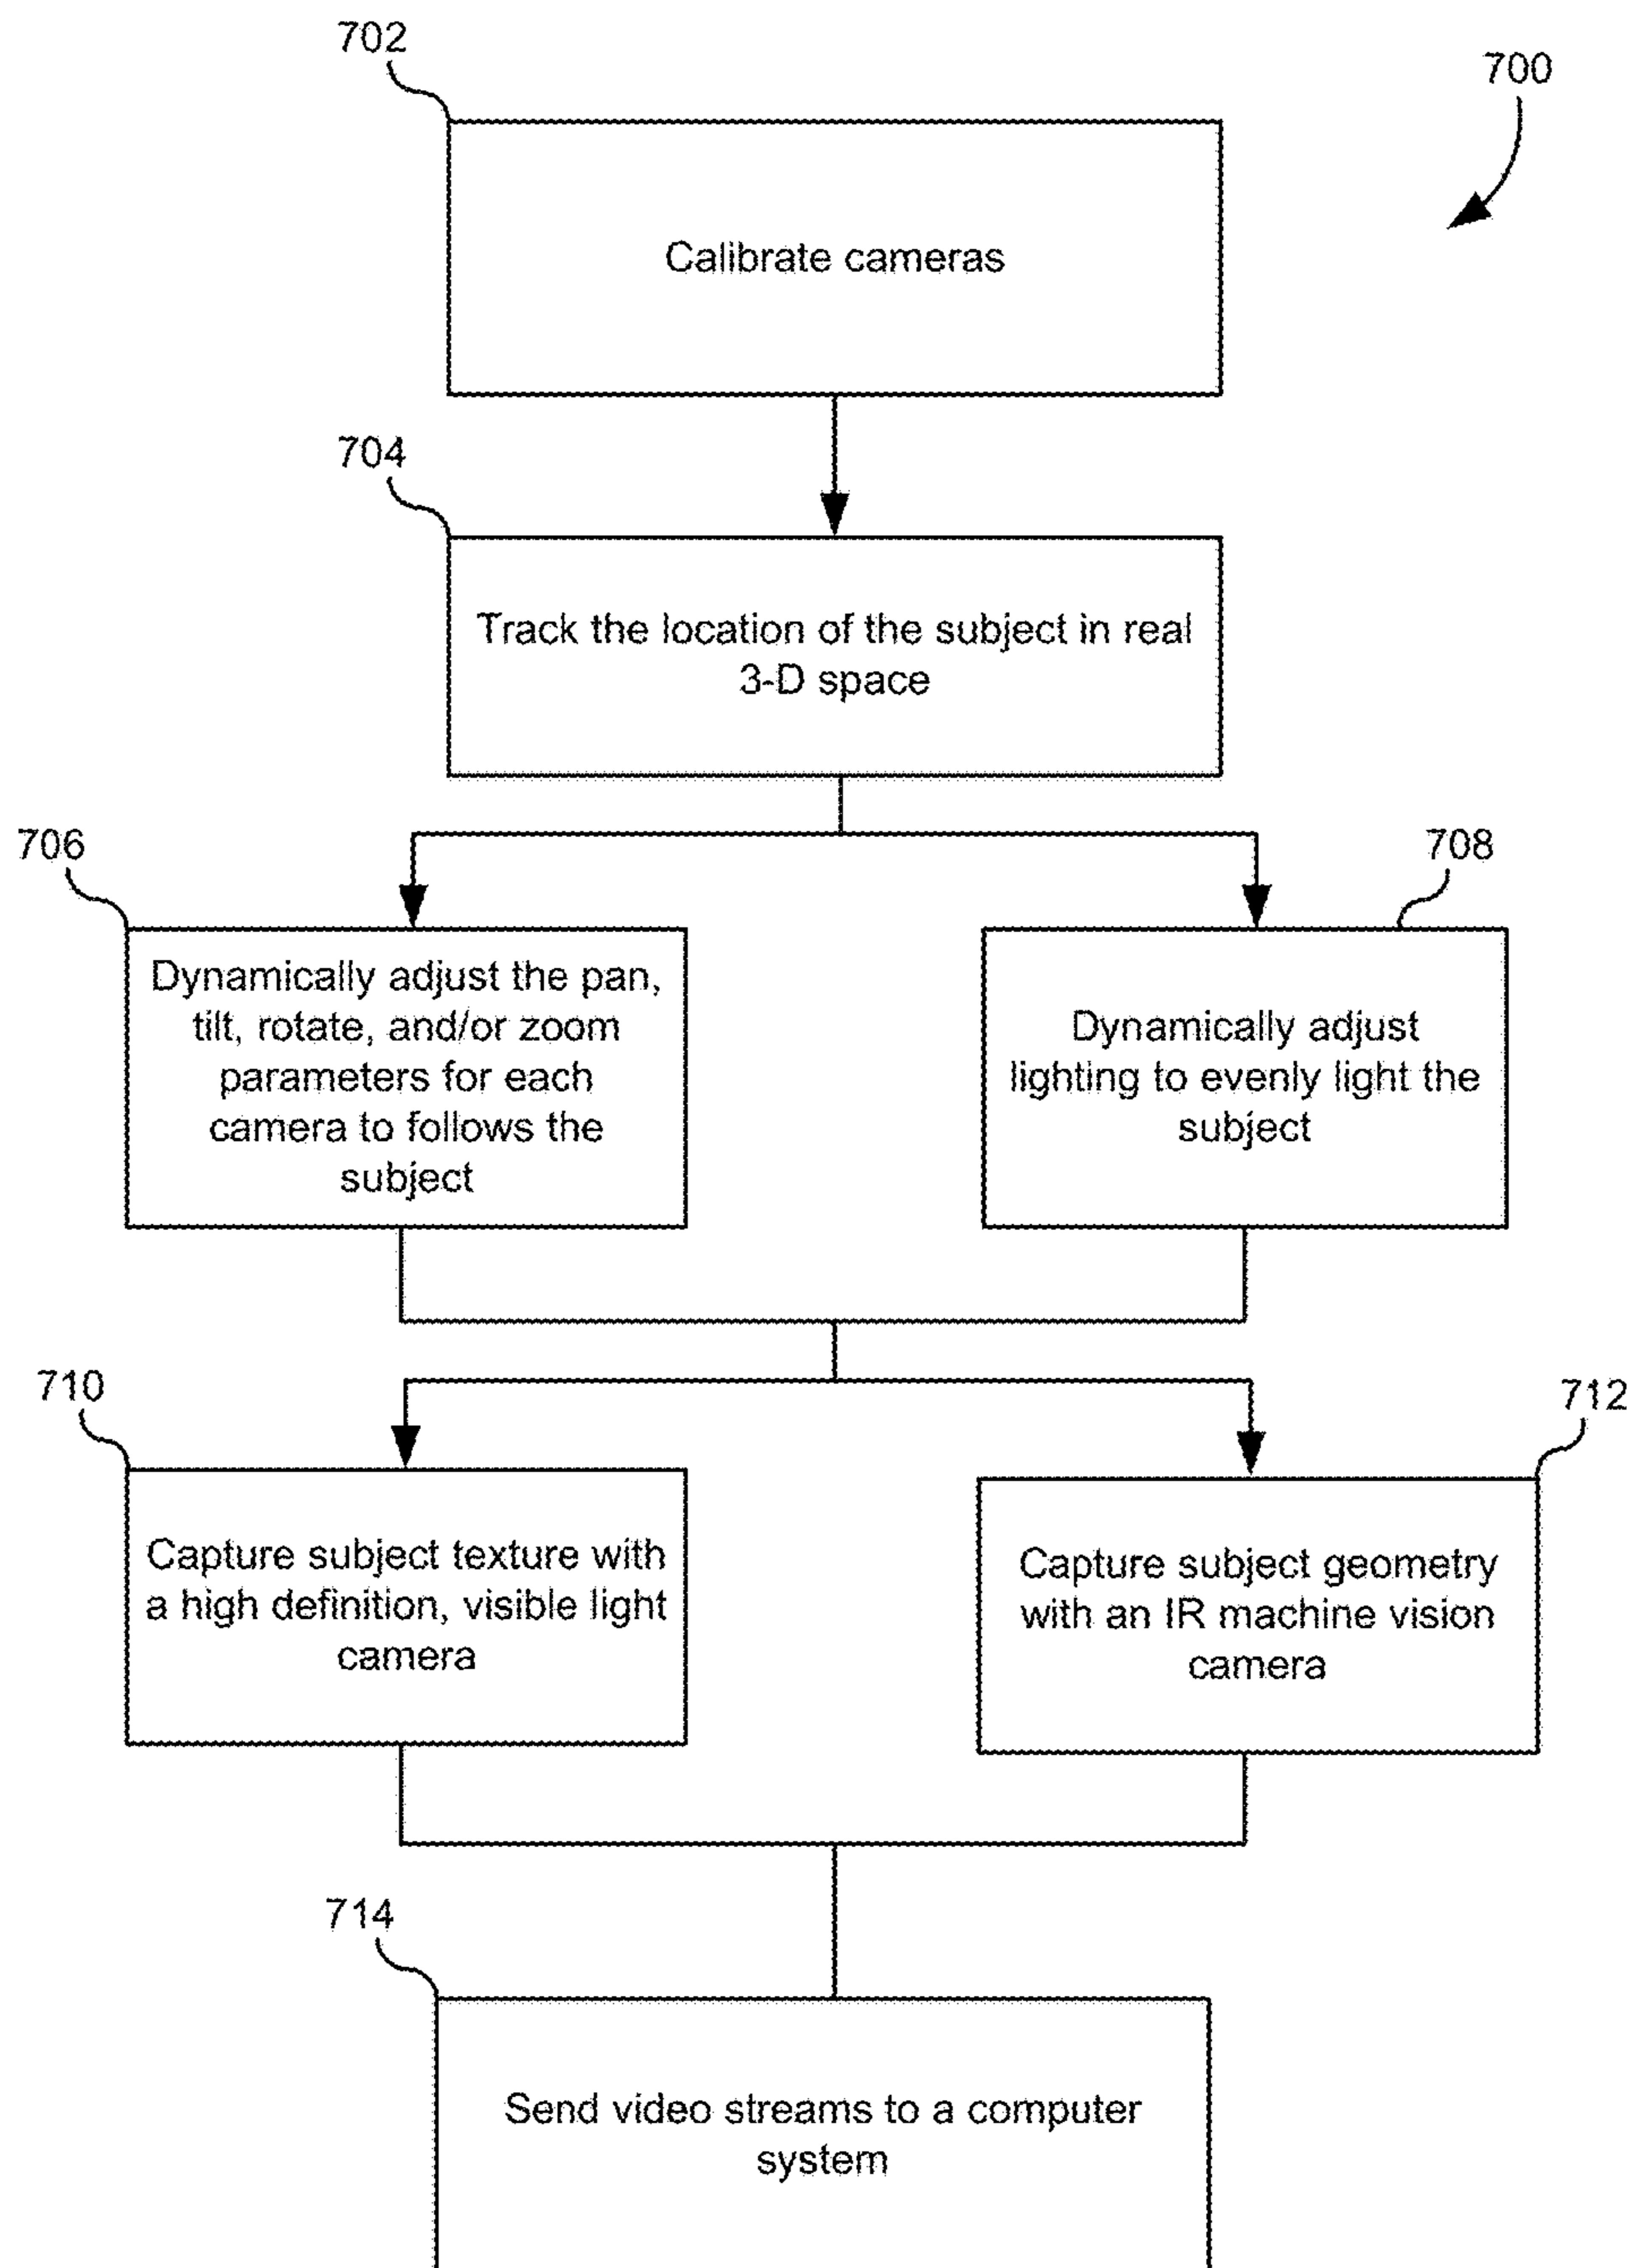 702
700
Calibrate cameras
704
Track the location of the subject in real
3-D space
706
708
Dynamically adjust the pan,
tilt, rotate, and/or zoom
parameters for each
camera to follows the
subject
Dynamically adjust
lighting to evenly light the
subject
710
712
Capture subject texture with
a high definition, visible light
camera
Capture subject geometry
with an IR machine vision
camera
714
Send video streams to a computer
system